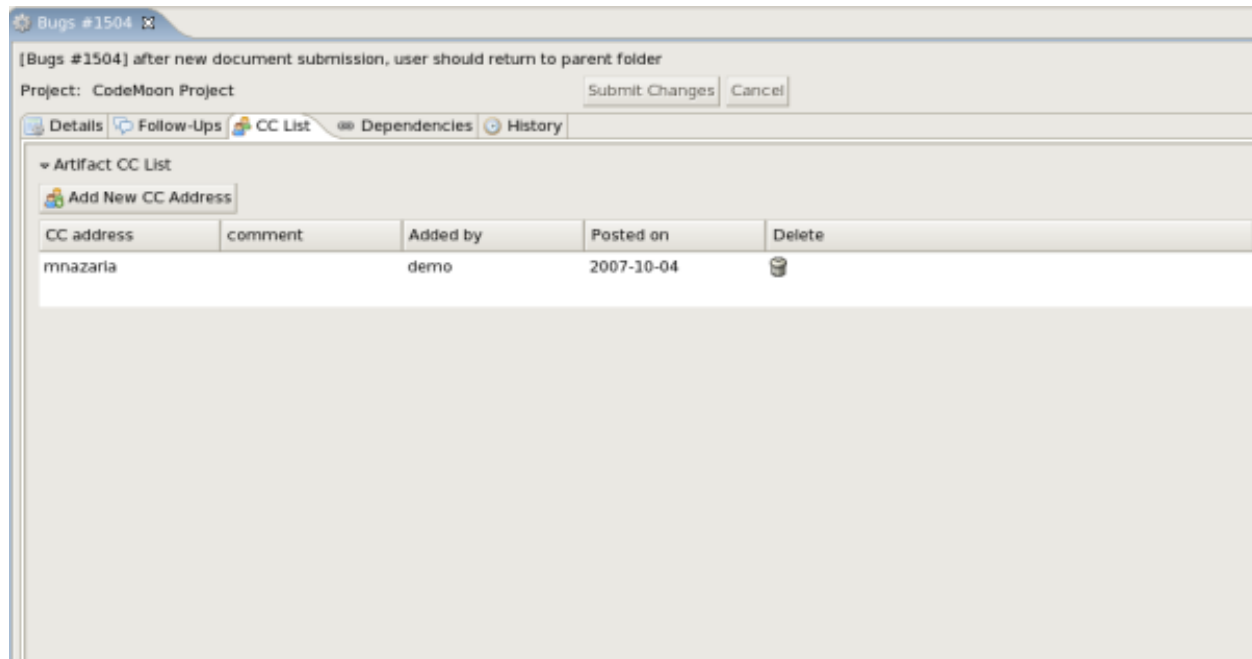 Bugs #1504
[Bugs #1504] after new document submission, user should return to parent folder
Project: CodeMoon Project Submit Changes Cancel
Details Follow-Ups CC List Dependencies History
Artifact CC List
Add New CC Address
CC address comment Added by Posted on Delete
mnazaria demo 2007-10-04